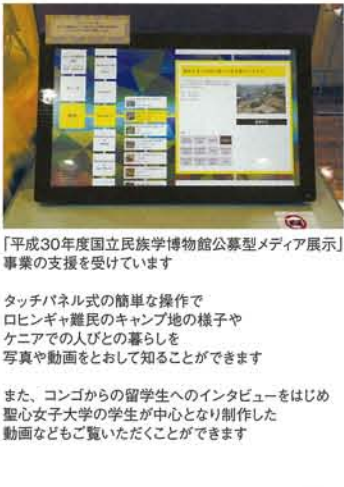 「平成30年度国立民族学博物館公募型メディア展示」
事業の支援を受けています
タッチパネル式の簡単な操作で
ロヒンギャ難民のキャンプ地の様子や
ケニアでの人びとの暮らしを
写真や動画をとおして知ることができます
また、コンゴからの留学生へのインタビューをはじめ
聖心女子大学の学生が中心となり制作した
動画などもご覧いただくことができます